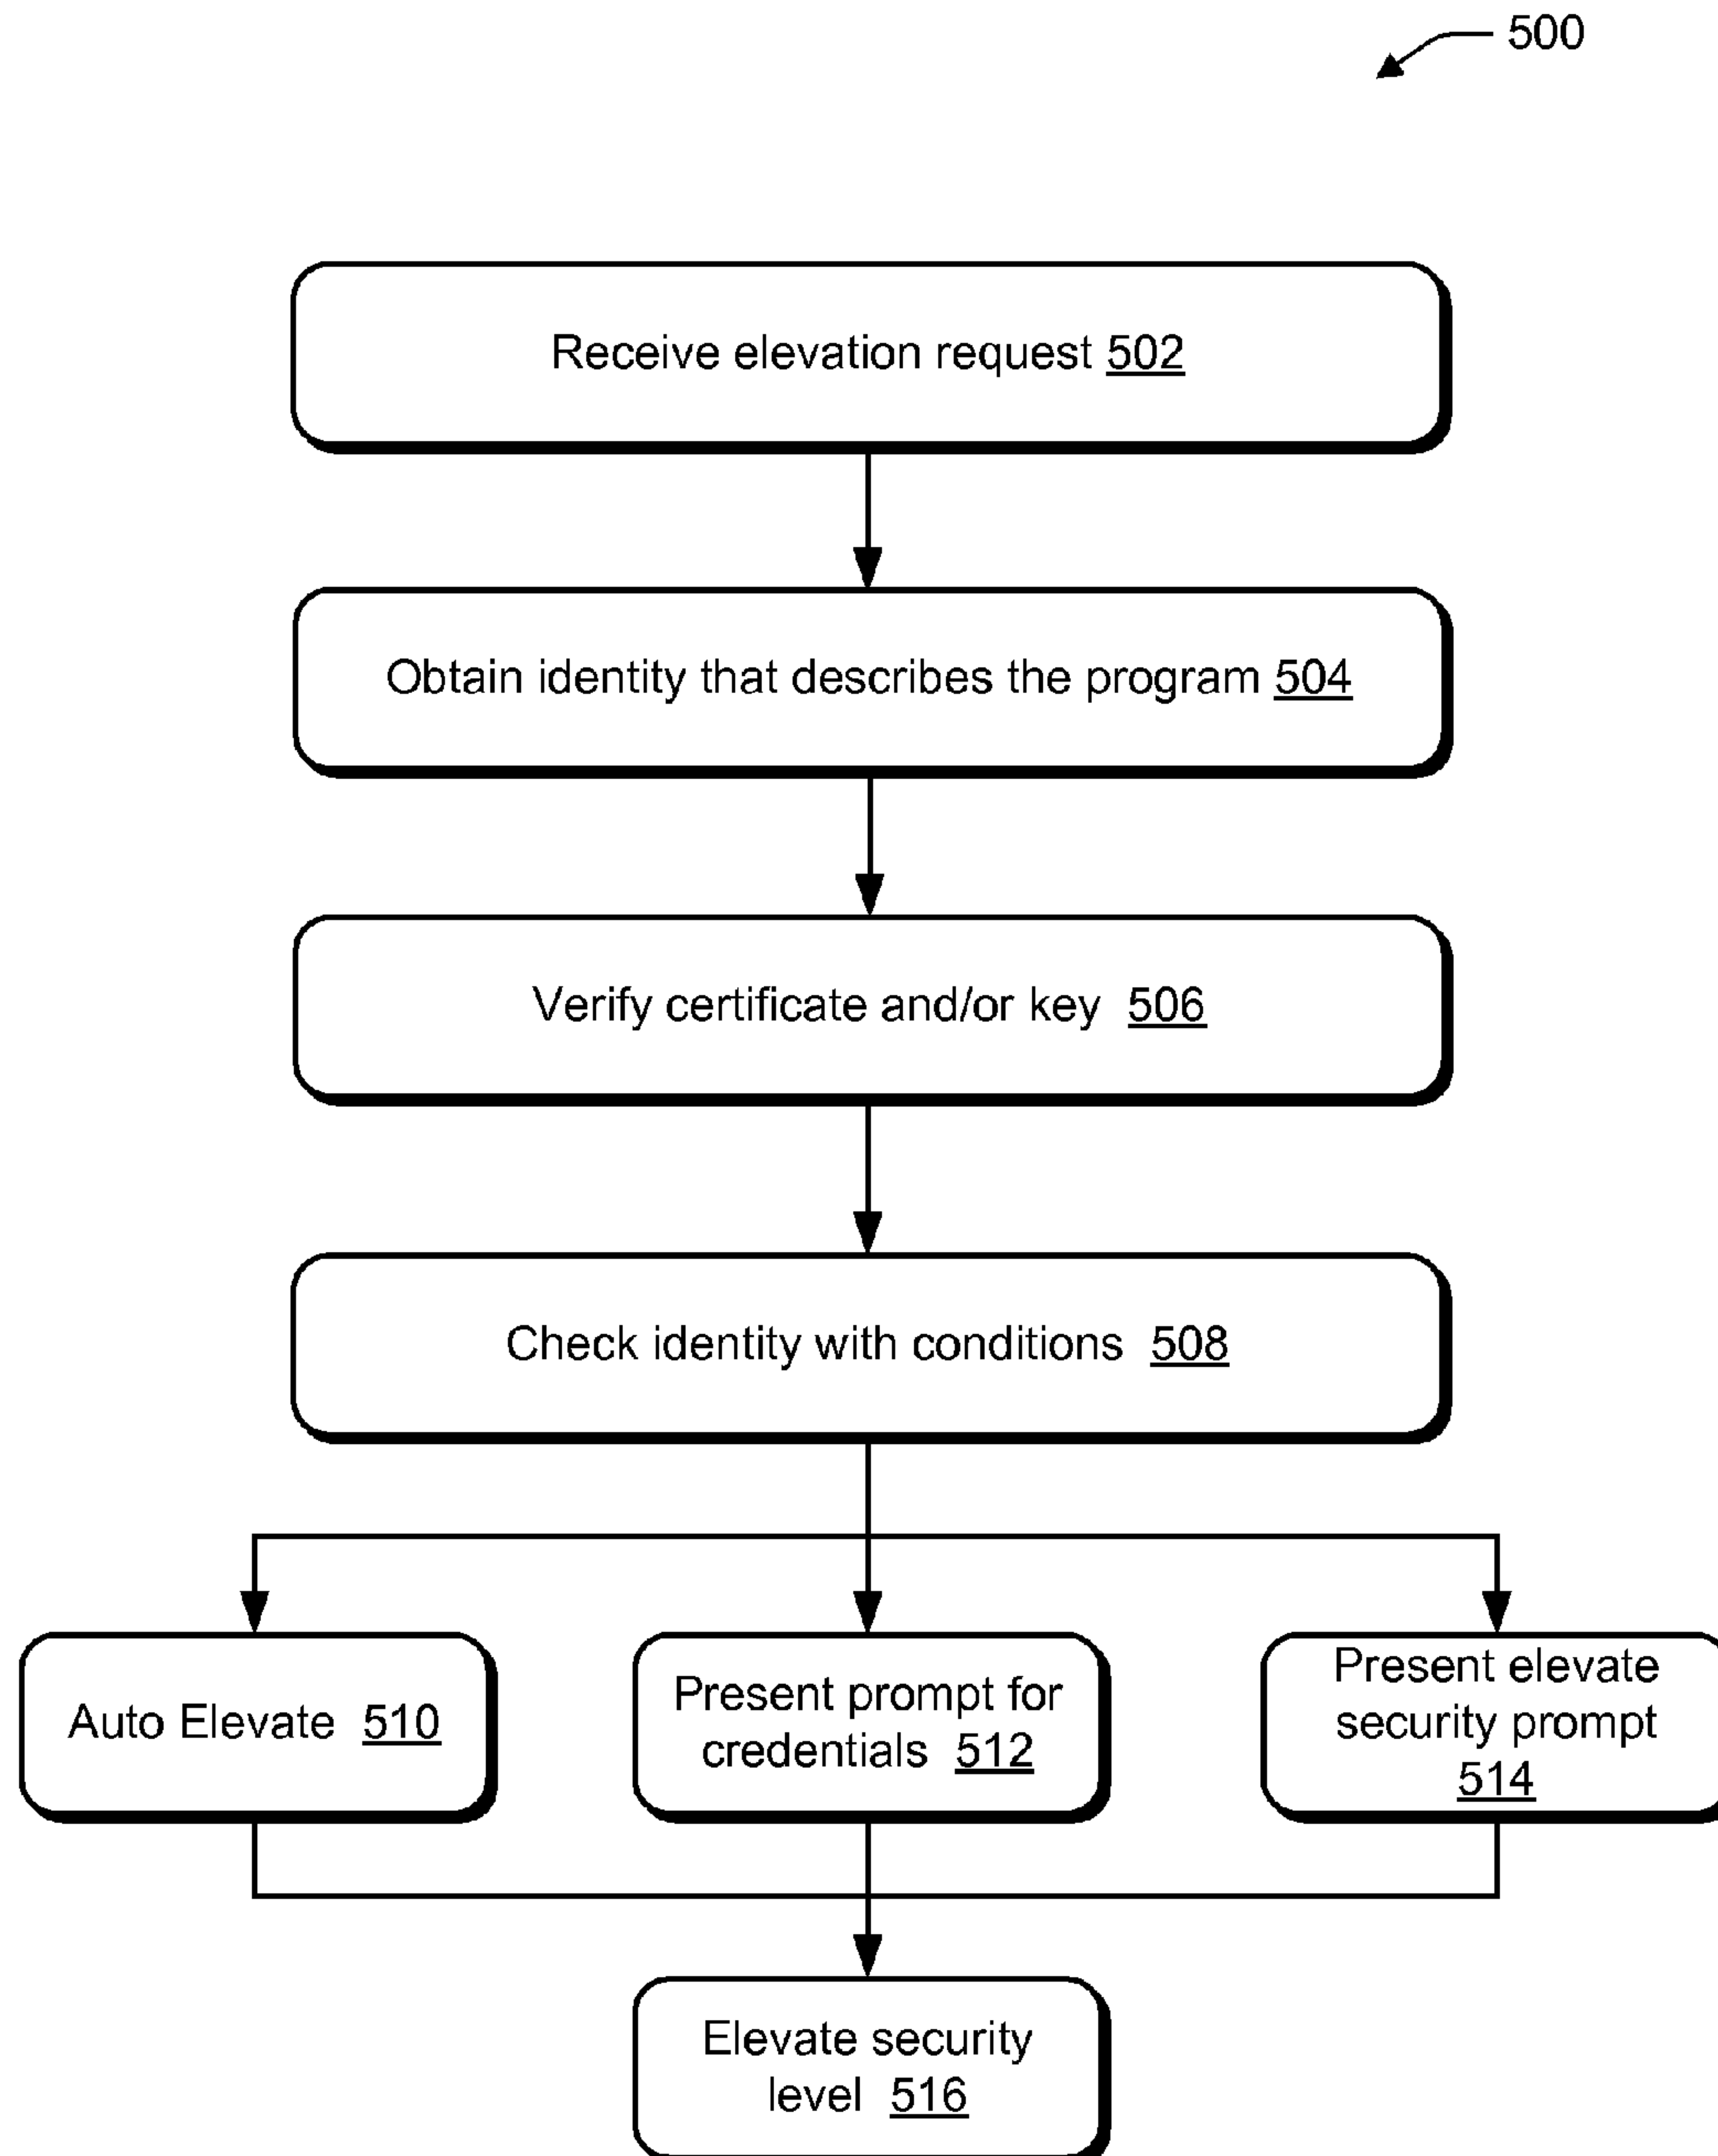 500
Receive elevation request 502
Obtain identity that describes the program 504
Verify certificate and/or key 506
Check identity with conditions 508
Auto Elevate 510
Present prompt for
credentials 512
Present elevate
security prompt
514
Elevate security
level 516